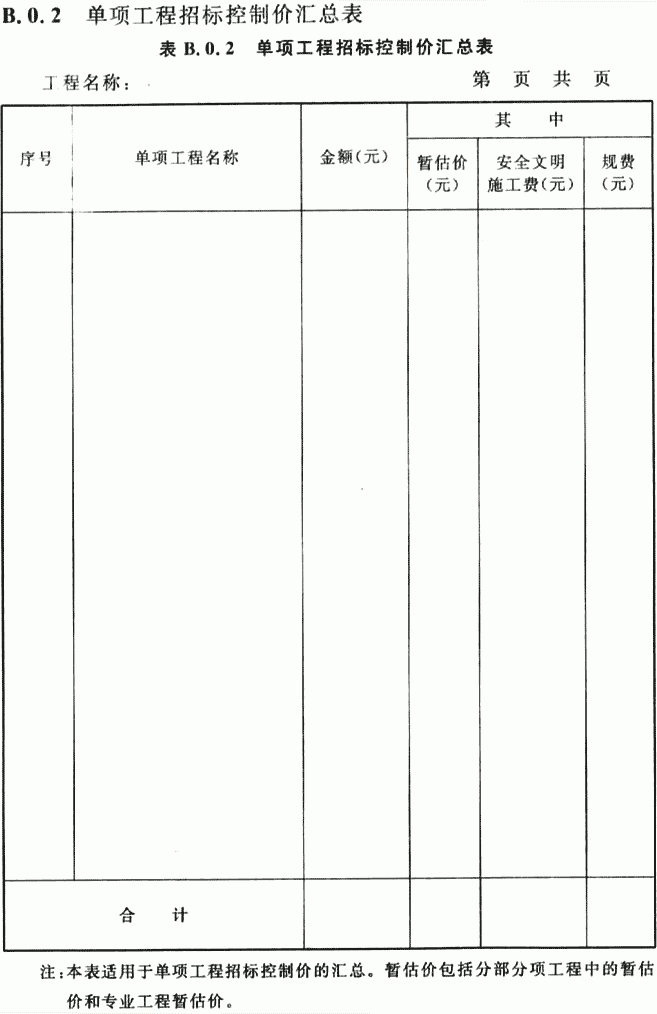 B.0.2 单项工程招标控制价汇总表
表 B.0.2 单项工程招标控制价汇总表
工程名称： 第 页 共 页
序号 单项工程名称 金额(元) 其 中
暂估价(元) 安全文明施工费(元) 规费(元)
合 计
注:本表适用于单项工程招标控制价的汇总。暂估价包括分部分项工程中的暂估
价和专业工程暂估价。